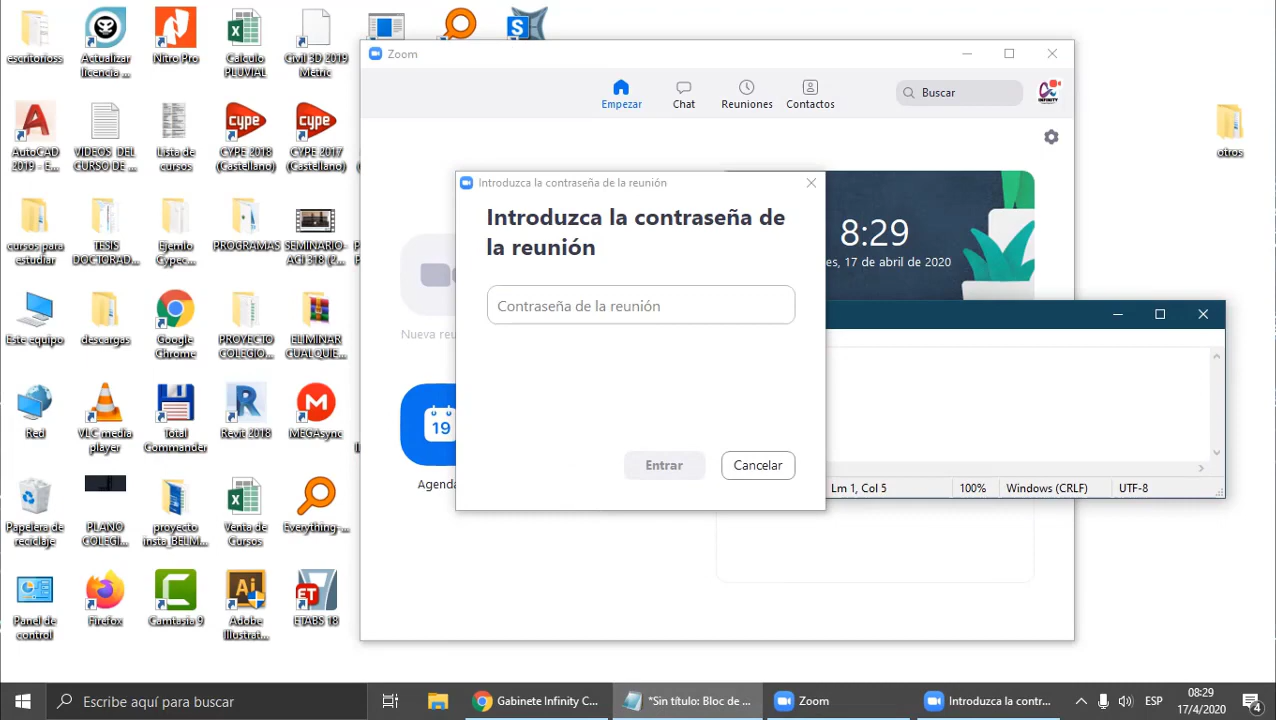 escritorioss
Actualizar
licencia ...
Nitro Pro
Calculo
PLUVIAL
Civil 3D 2019
Metric
AutoCAD
2019 - E...
VIDEOS DEL
CURSO DE ...
Lista de
cursos
CYPE 2018
(Castellano)
CYPE 2017
(Castellano)
cursos para
estudiar
TESIS
DOCTORAD...
Ejemlo
Cypec...
PROGRAMAS
SEMINARIO-
ACI 318 (2...
Este equipo
descargas
Google
Chrome
PROYECTO
COLEGIO...
ELIMINAR
CUALQUIE...
Red
VLC media
player
Total
Commander
Revit 2018
MEGAsync
Papelera de
reciclaje
PLANO
COLEGI...
proyecto
insta_BELM...
Venta de
Cursos
Everything-...
Panel de
control
Firefox
Camtasia 9
Adobe
Illustrat...
ETABS 18
otros
Zoom
Empezar
Chat
Reuniones
Contactos
Buscar
Nueva reu
19
Agenda
8:29
es, 17 de abril de 2020
Introduzca la contraseña de la reunión
Introduzca la contraseña de
la reunión
Contraseña de la reunión
Entrar
Cancelar
Lm 1, Col 5
100%
Windows (CRLF)
UTF-8
Escribe aquí para buscar
Gabinete Infinity C...
*Sin título: Bloc de ...
Zoom
Introduzca la contr...
ESP
08:29
17/4/2020
4